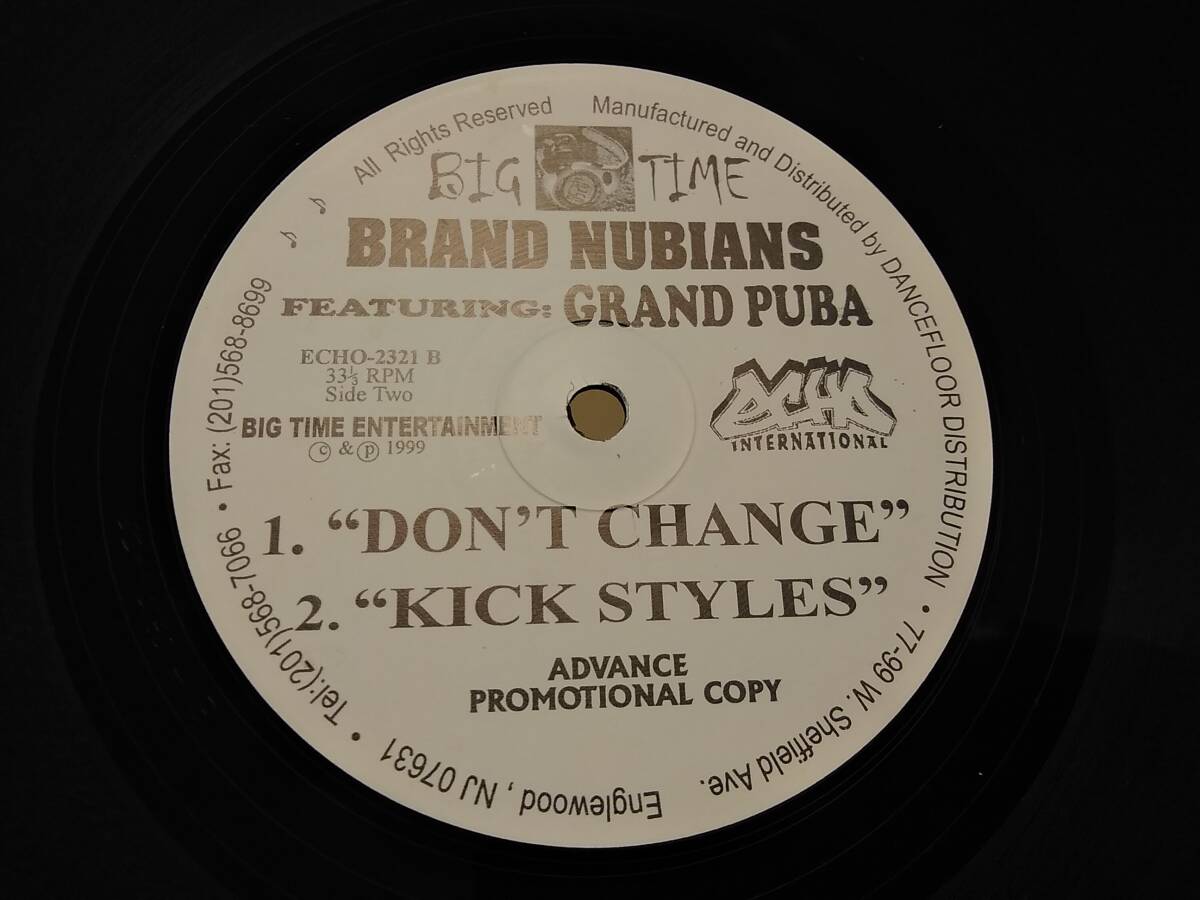 All Rights Reserved
Manufactured and Distributed by DANCEFLOOR DISTRIBUTION • 77-99 W. Sheffield Ave.
Englewood , NJ 07631 • Tel:(201)568-7066 • Fax: (201)568-8699
BIG TIME
BRAND NUBIANS
FEATURING: GRAND PUBA
ECHO-2321 B
33⅓ RPM
Side Two
BIG TIME ENTERTAINMENT
© & ℗ 1999
ECHO
INTERNATIONAL
1. “DON’T CHANGE”
2. “KICK STYLES”
ADVANCE
PROMOTIONAL COPY